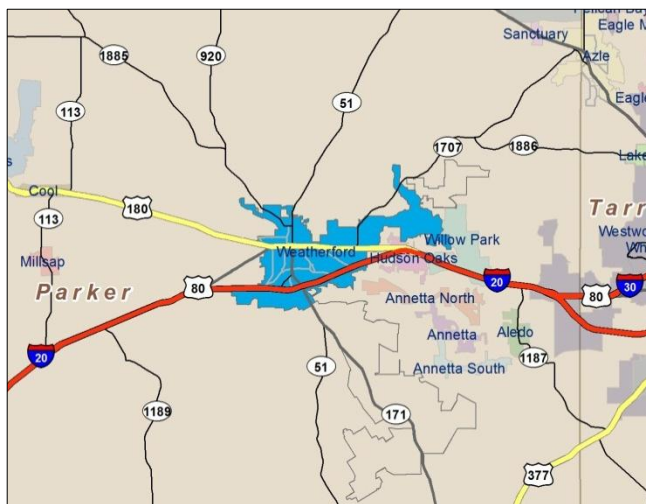 Pelican Bay
Eagle M
Sanctuary
Azle
1885
920
51
113
Eagle
1707
1886
Lake
Cool
180
Tarr
113
Willow Park
Westwo
Weatherford
Hudson Oaks
Millsap
20
30
80
80
Parker
Annetta North
Annetta
Aledo
20
51
Annetta South
1187
1189
171
377